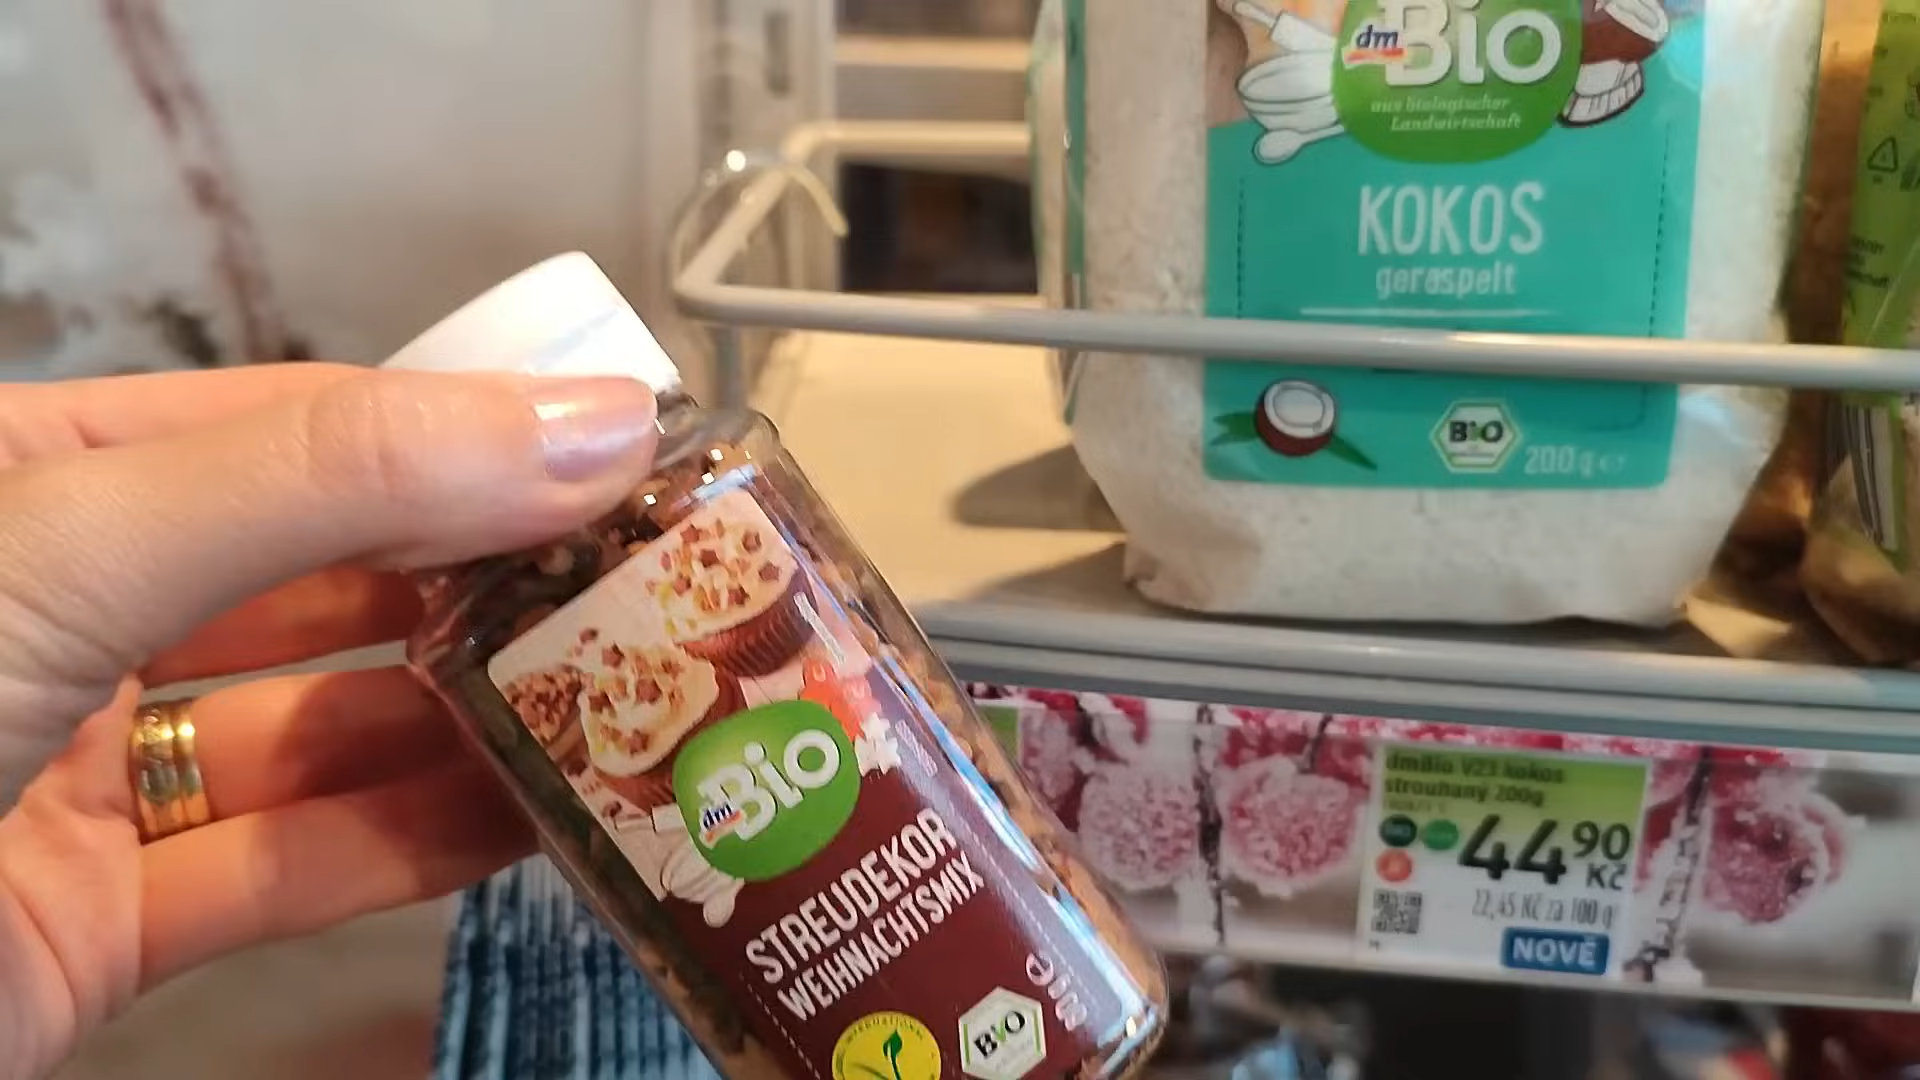 dm Bio
aus biologischer
Landwirtschaft
KOKOS
geraspelt
BIO
200 g e
dm Bio
STREUDEKOR
WEIHNACHTSMIX
BIO
dmBio V23 kokos
strouhaný 200g
44 90
Kč
22,45 Kč za 100 g
NOVĚ